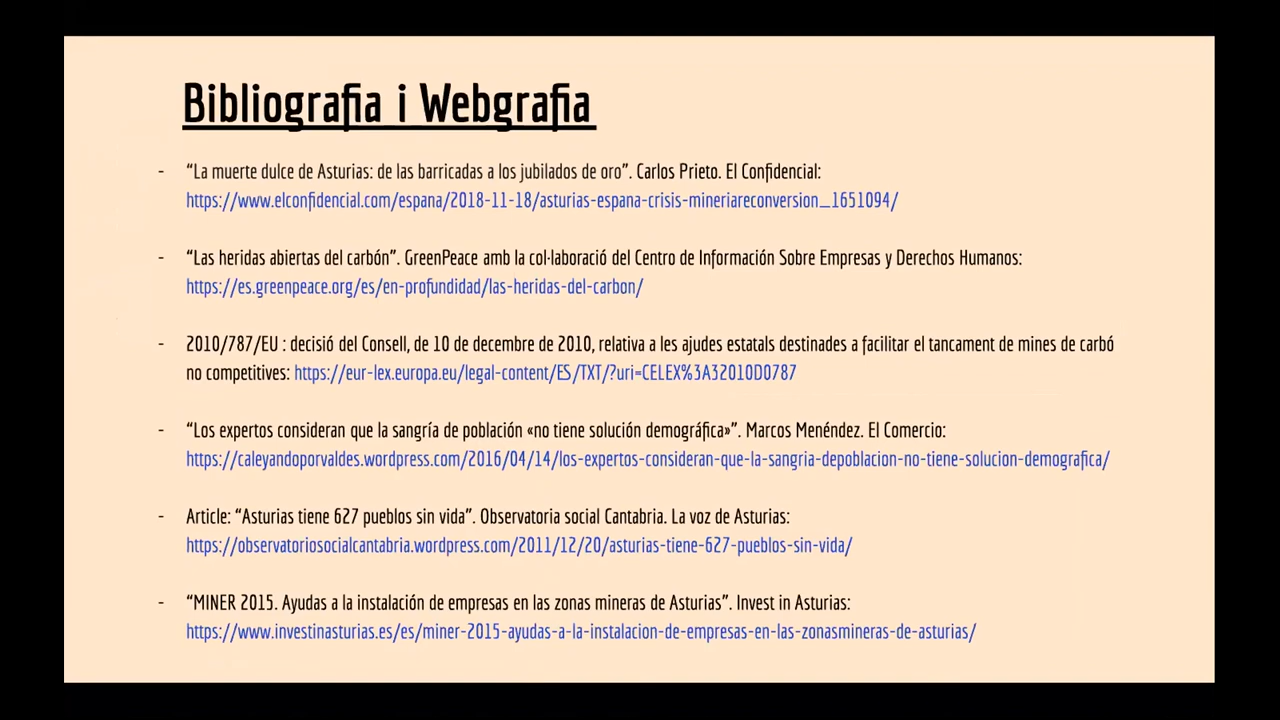 Bibliografia i Webgrafia
- “La muerte dulce de Asturias: de las barricadas a los jubilados de oro”. Carlos Prieto. El Confidencial:
https://www.elconfidencial.com/espana/2018-11-18/asturias-espana-crisis-mineriareconversion_1651094/
- “Las heridas abiertas del carbón”. GreenPeace amb la col·laboració del Centro de Información Sobre Empresas y Derechos Humanos:
https://es.greenpeace.org/es/en-profundidad/las-heridas-del-carbon/
- 2010/787/EU : decisió del Consell, de 10 de decembre de 2010, relativa a les ajudes estatals destinades a facilitar el tancament de mines de carbó
no competitives: https://eur-lex.europa.eu/legal-content/ES/TXT/?uri=CELEX%3A32010D0787
- “Los expertos consideran que la sangría de población «no tiene solución demográfica»”. Marcos Menéndez. El Comercio:
https://caleyandoporvaldes.wordpress.com/2016/04/14/los-expertos-consideran-que-la-sangria-depoblacion-no-tiene-solucion-demografica/
- Article: “Asturias tiene 627 pueblos sin vida”. Observatoria social Cantabria. La voz de Asturias:
https://observatoriosocialcantabria.wordpress.com/2011/12/20/asturias-tiene-627-pueblos-sin-vida/
- “MINER 2015. Ayudas a la instalación de empresas en las zonas mineras de Asturias”. Invest in Asturias:
https://www.investinasturias.es/es/miner-2015-ayudas-a-la-instalacion-de-empresas-en-las-zonasmineras-de-asturias/